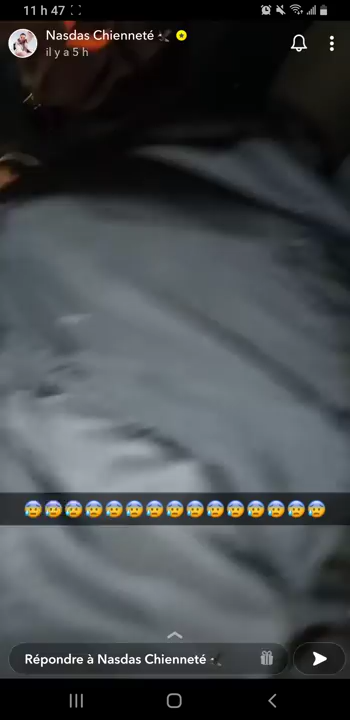 11 h 47
Nasdas Chienneté 🦅
il y a 5 h
😰😰😰😰😰😰😰😰😰😰😰😰😰😰😰
Répondre à Nasdas Chienneté 🦅